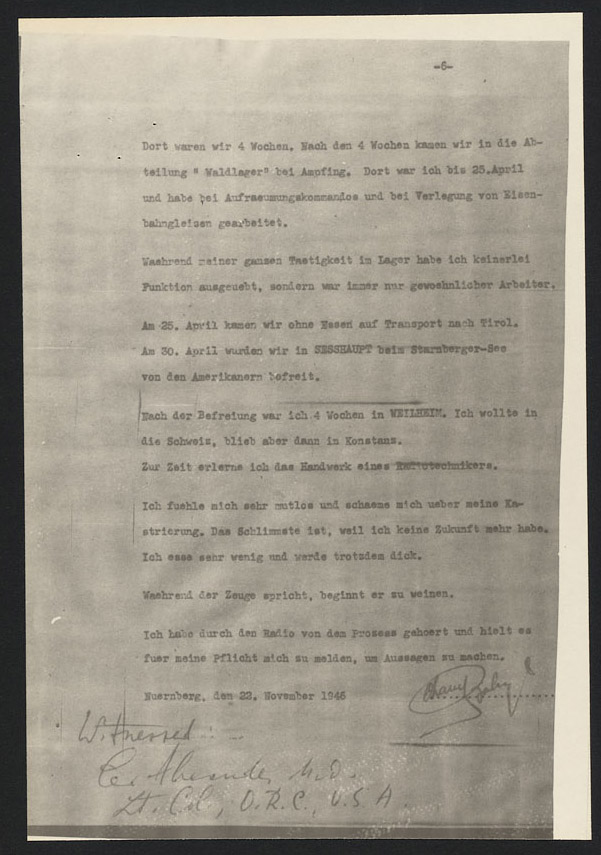 -6-
Dort waren wir 4 Wochen. Nach den 4 Wochen kamen wir in die Ab-
teilung " Waldlager" bei Ampfing. Dort war ich bis 25.April
und habe bei Aufraeumungskommandos und bei Verlegung von Eisen-
bahngleisen gearbeitet.
Waehrend meiner ganzen Taetigkeit im Lager habe ich keinerlei
Funktion ausgeuebt, sondern war immer nur gewoehnlicher Arbeiter.
Am 25. April kamen wir ohne Essen auf Transport nach Tirol.
Am 30. April wurden wir in SESSHAUPT beim Starnberger-See
von den Amerikanern befreit.
Nach der Befreiung war ich 4 Wochen in WEILHEIM. Ich wollte in
die Schweiz, blieb aber dann in Konstanz.
Zur Zeit erlerne ich das Handwerk eines Radiotechnikers.
Ich fuehle mich sehr mutlos und schaeme mich ueber meine Ka-
strierung. Das Schlimmste ist, weil ich keine Zukunft mehr habe.
Ich esse sehr wenig und werde trotzdem dick.
Waehrend der Zeuge spricht, beginnt er zu weinen.
Ich habe durch den Radio von dem Prozess gehoert und hielt es
fuer meine Pflicht mich zu melden, um Aussagen zu machen.
Nuernberg, den 22. November 1946
Witnessed:
Alexander M.D.
Lt. Col., O.R.C., U.S.A.